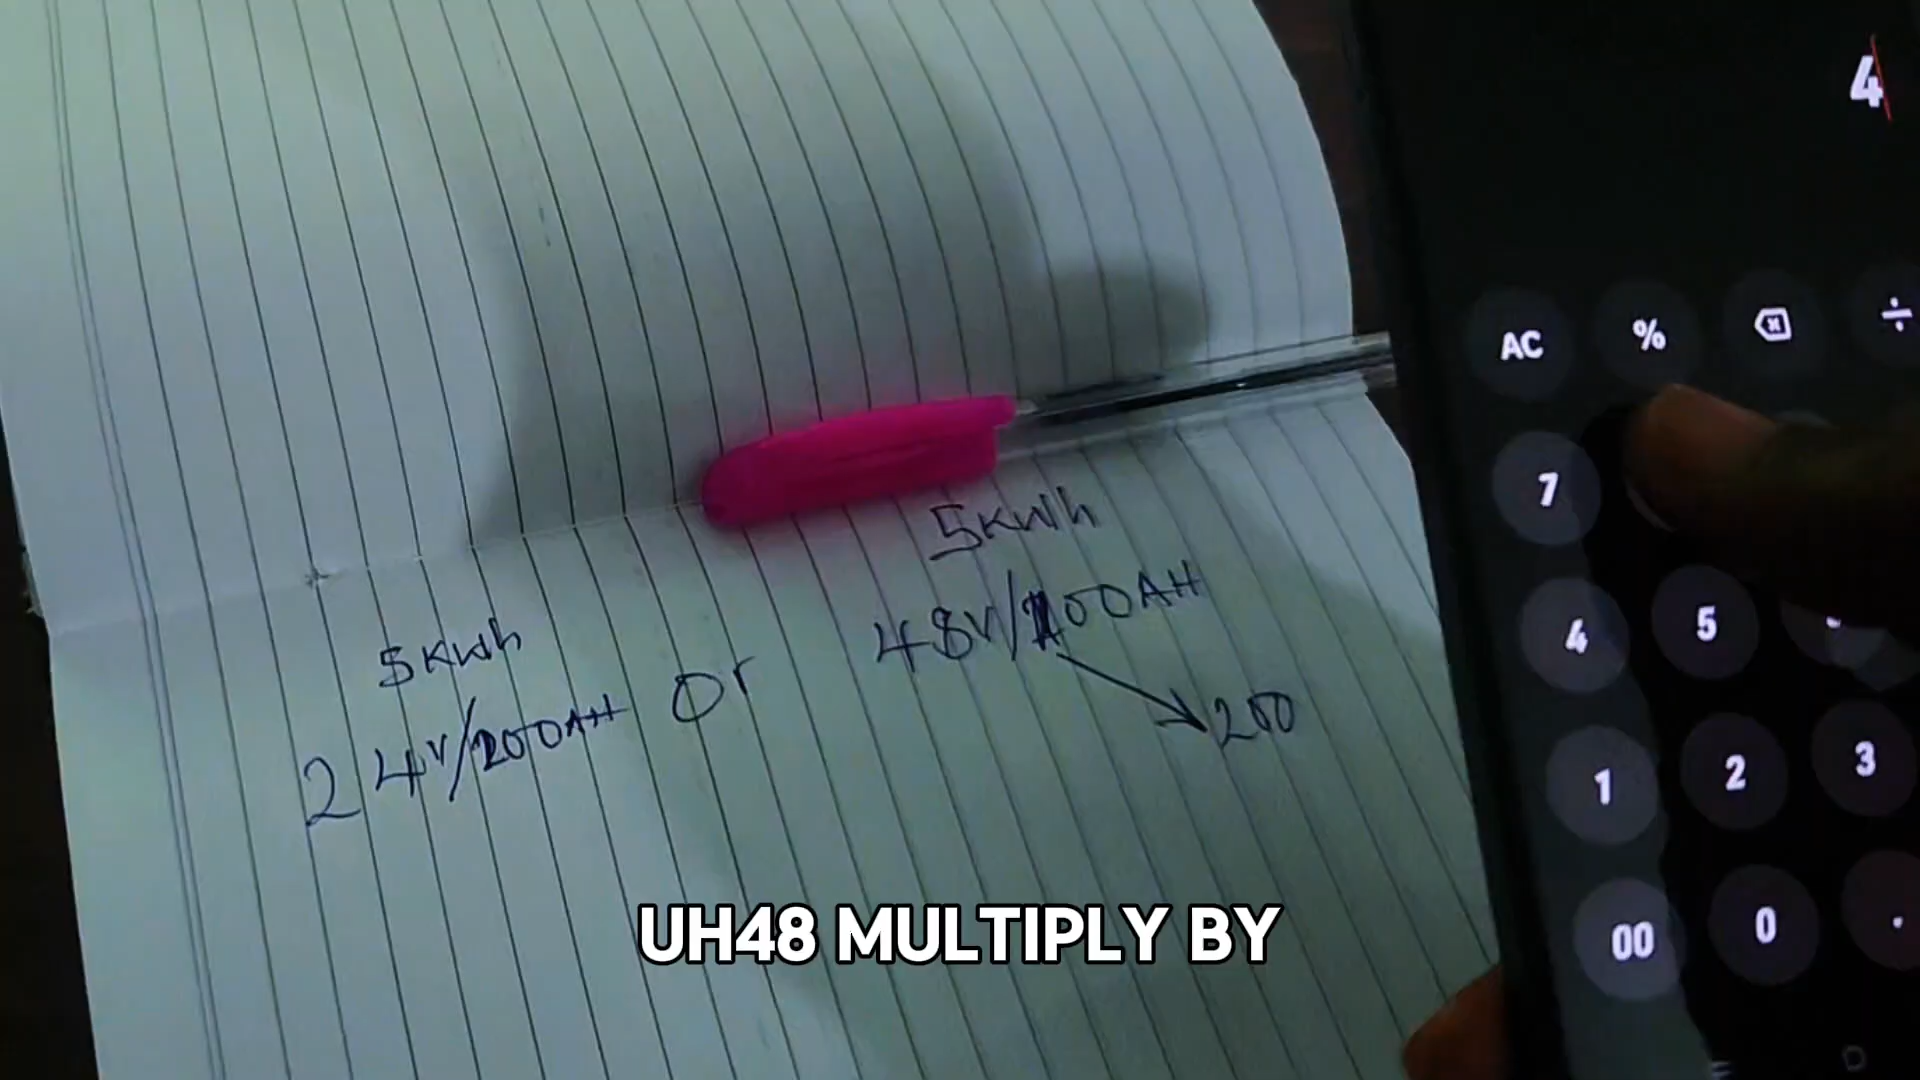 4
AC % ÷
7
4 5
1 2 3
00 0 .
5KWh
48V/100AH
200
5KWh
24V/200AH Or
UH48 MULTIPLY BY